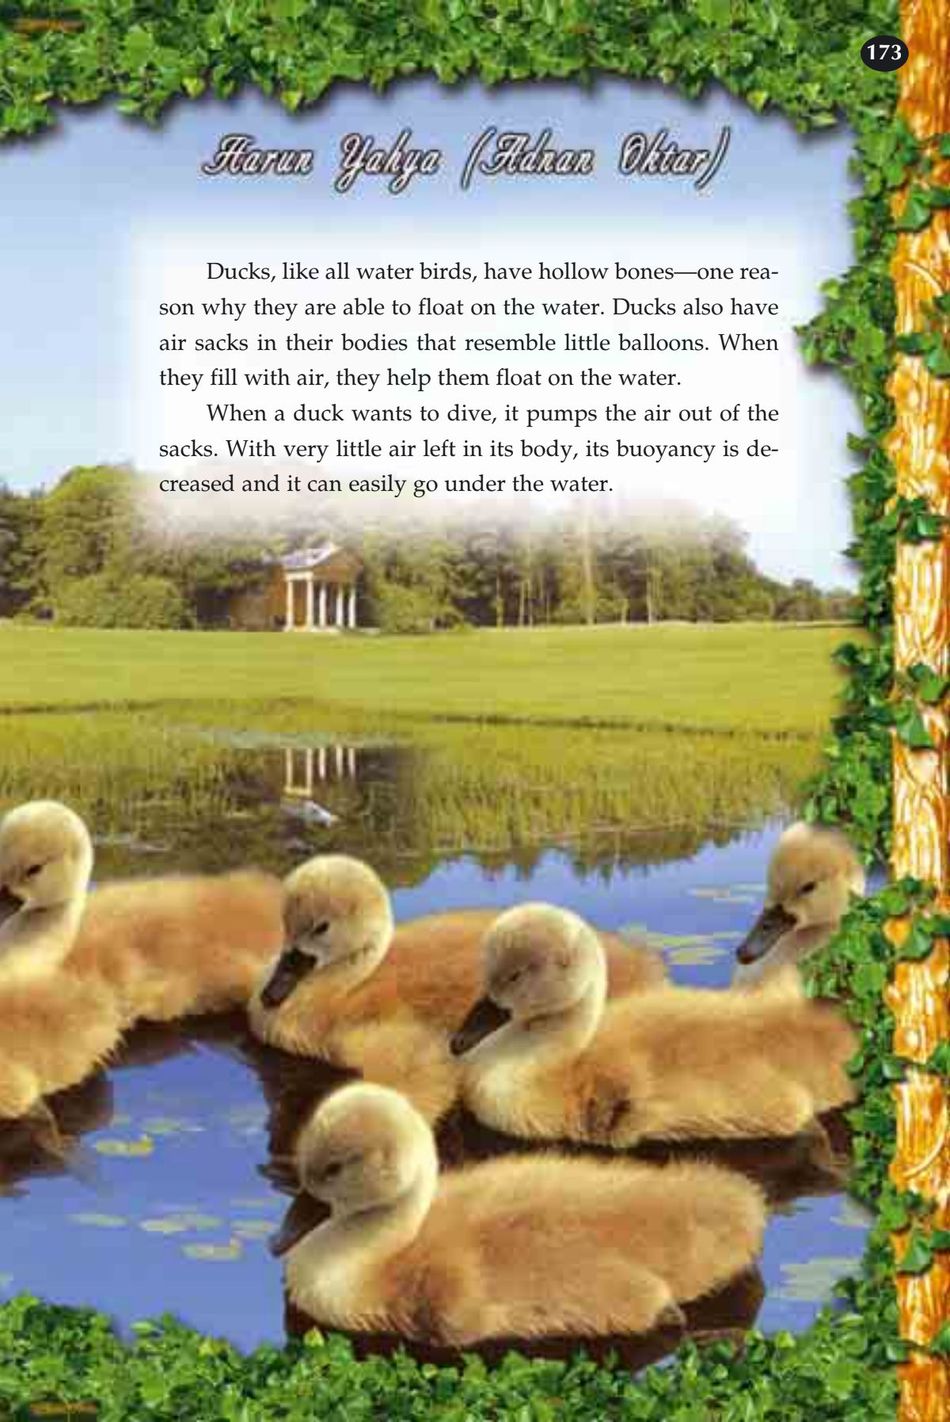 173
Harun Yahya (Adnan Oktar)
Ducks, like all water birds, have hollow bones—one rea-
son why they are able to float on the water. Ducks also have
air sacks in their bodies that resemble little balloons. When
they fill with air, they help them float on the water.
When a duck wants to dive, it pumps the air out of the
sacks. With very little air left in its body, its buoyancy is de-
creased and it can easily go under the water.